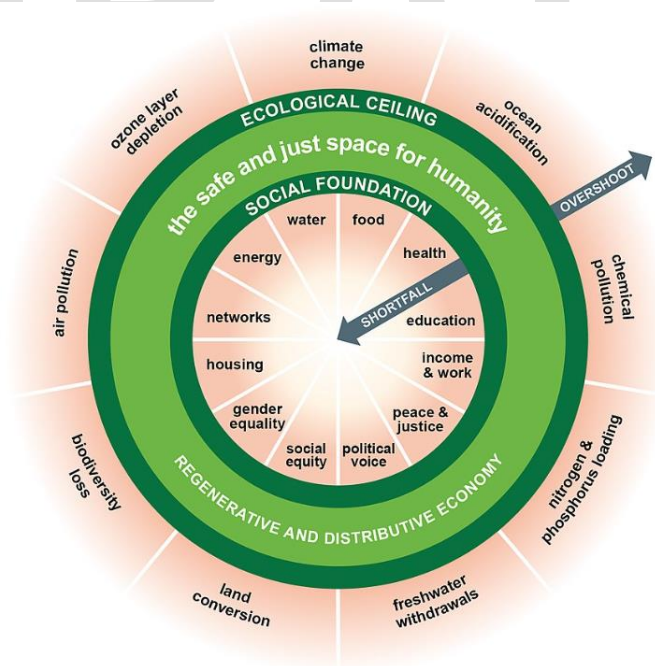 climate
change
ocean
acidification
chemical
pollution
nitrogen &
phosphorus loading
freshwater
withdrawals
land
conversion
biodiversity
loss
air pollution
ozone layer
depletion
OVERSHOOT
ECOLOGICAL CEILING
the safe and just space for humanity
SOCIAL FOUNDATION
water
food
health
SHORTFALL
education
income
& work
peace &
justice
political
voice
social
equity
gender
equality
housing
networks
energy
REGENERATIVE AND DISTRIBUTIVE ECONOMY